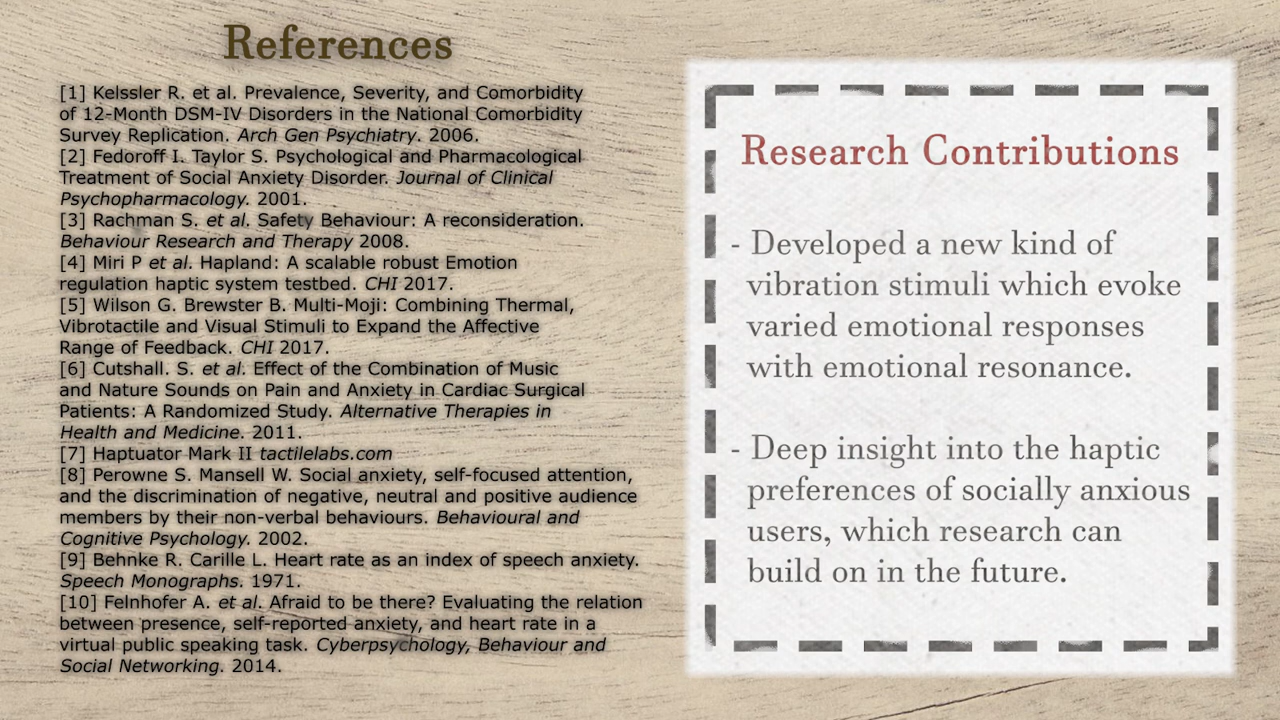 References
[1] Kelssler R. et al. Prevalence, Severity, and Comorbidity
of 12-Month DSM-IV Disorders in the National Comorbidity
Survey Replication. Arch Gen Psychiatry. 2006.
[2] Fedoroff I. Taylor S. Psychological and Pharmacological
Treatment of Social Anxiety Disorder. Journal of Clinical
Psychopharmacology. 2001.
[3] Rachman S. et al. Safety Behaviour: A reconsideration.
Behaviour Research and Therapy 2008.
[4] Miri P et al. Hapland: A scalable robust Emotion
regulation haptic system testbed. CHI 2017.
[5] Wilson G. Brewster B. Multi-Moji: Combining Thermal,
Vibrotactile and Visual Stimuli to Expand the Affective
Range of Feedback. CHI 2017.
[6] Cutshall. S. et al. Effect of the Combination of Music
and Nature Sounds on Pain and Anxiety in Cardiac Surgical
Patients: A Randomized Study. Alternative Therapies in
Health and Medicine. 2011.
[7] Haptuator Mark II tactilelabs.com
[8] Perowne S. Mansell W. Social anxiety, self-focused attention,
and the discrimination of negative, neutral and positive audience
members by their non-verbal behaviours. Behavioural and
Cognitive Psychology. 2002.
[9] Behnke R. Carille L. Heart rate as an index of speech anxiety.
Speech Monographs. 1971.
[10] Felnhofer A. et al. Afraid to be there? Evaluating the relation
between presence, self-reported anxiety, and heart rate in a
virtual public speaking task. Cyberpsychology, Behaviour and
Social Networking. 2014.
Research Contributions
- Developed a new kind of
vibration stimuli which evoke
varied emotional responses
with emotional resonance.
- Deep insight into the haptic
preferences of socially anxious
users, which research can
build on in the future.